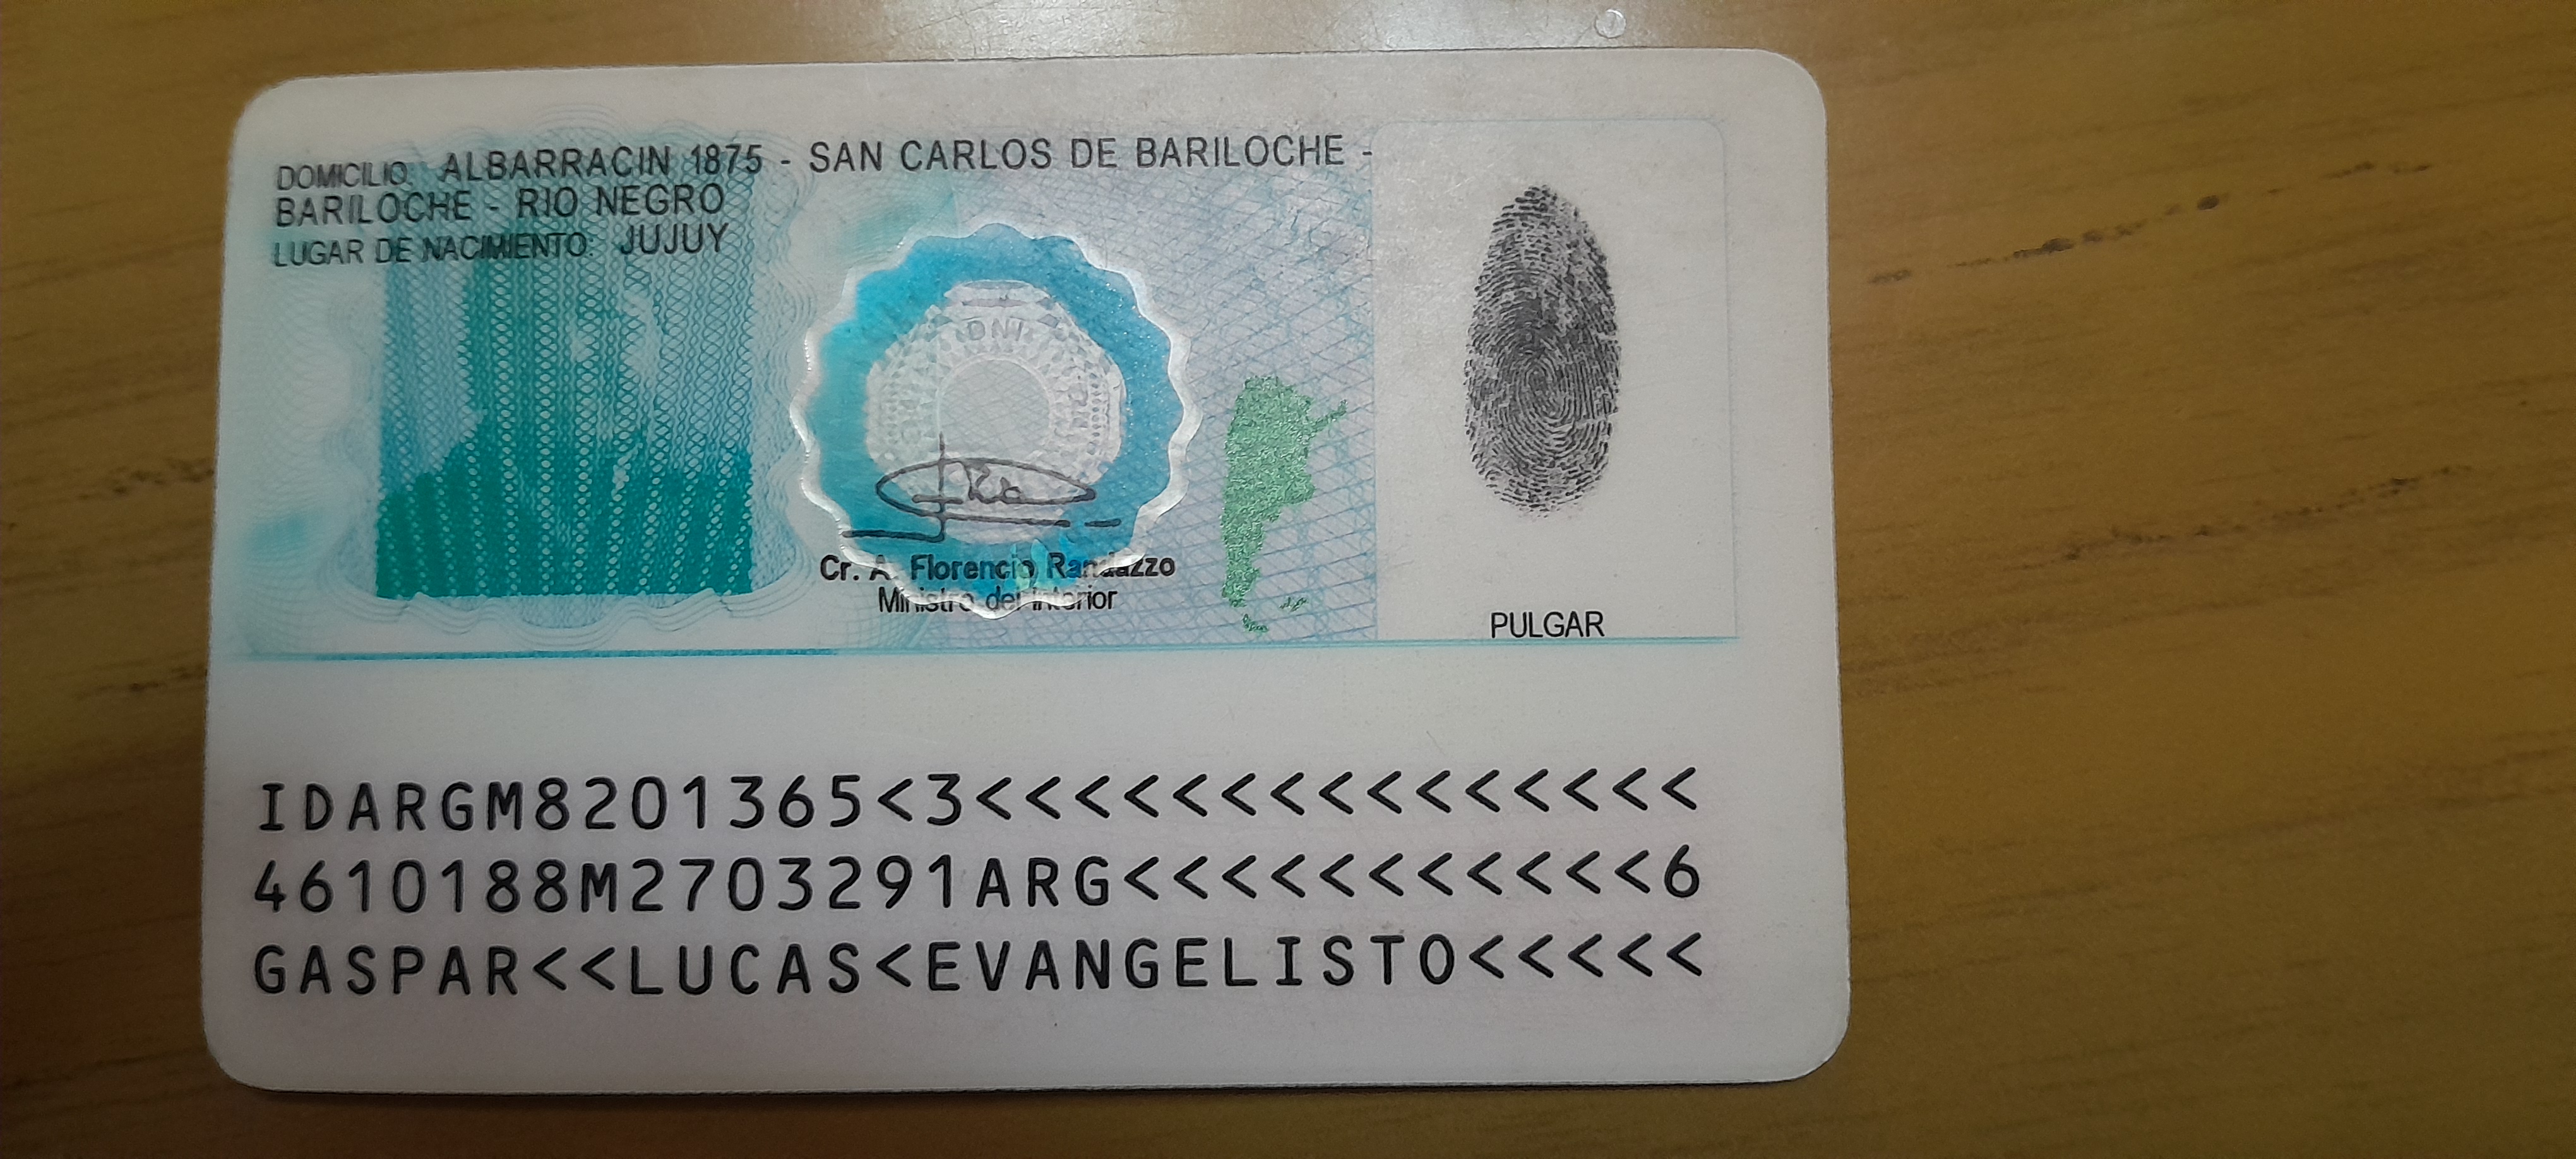 DOMICILIO: ALBARRACIN 1875 - SAN CARLOS DE BARILOCHE -
BARILOCHE - RIO NEGRO
LUGAR DE NACIMIENTO: JUJUY
DNI
Cr. A. Florencio Randazzo
Ministro del Interior
PULGAR
IDARGM8201365<3<<<<<<<<<<<<<<<
4610188M2703291ARG<<<<<<<<<<<6
GASPAR<<LUCAS<EVANGELISTO<<<<<